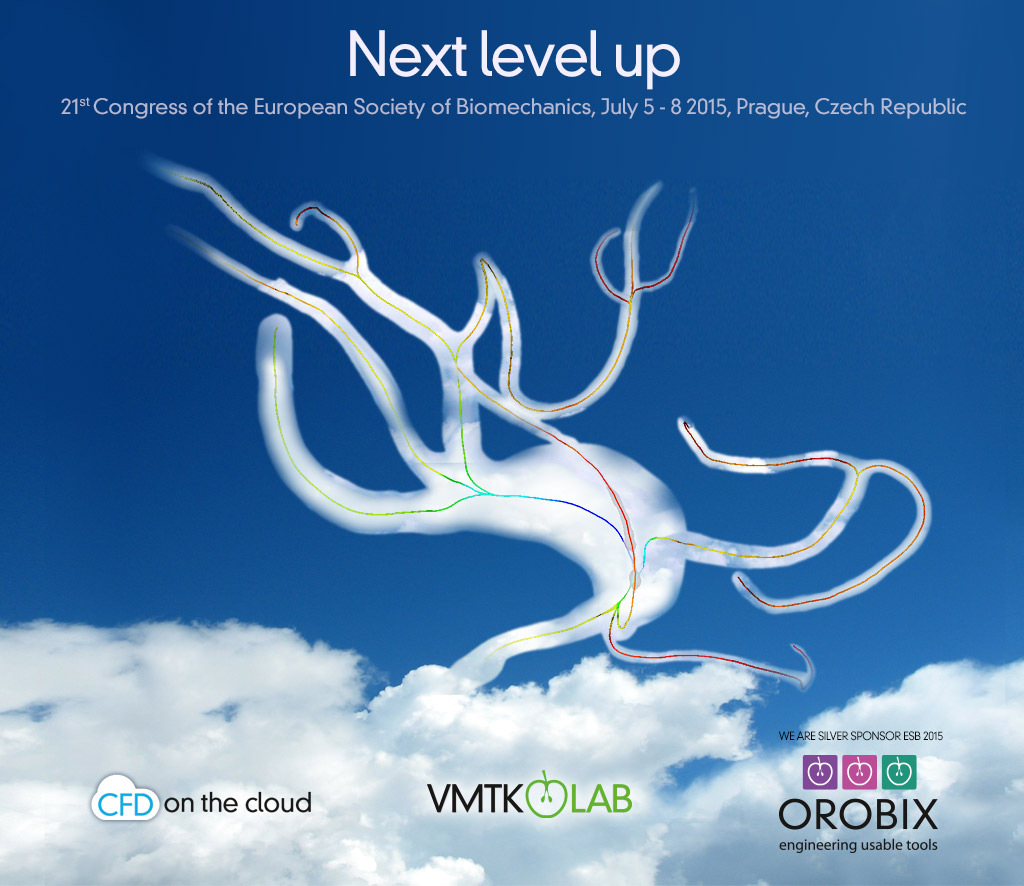 Next level up
21st Congress of the European Society of Biomechanics, July 5 - 8 2015, Prague, Czech Republic
WE ARE SILVER SPONSOR ESB 2015
CFD on the cloud
VMTK LAB
OROBIX
engineering usable tools